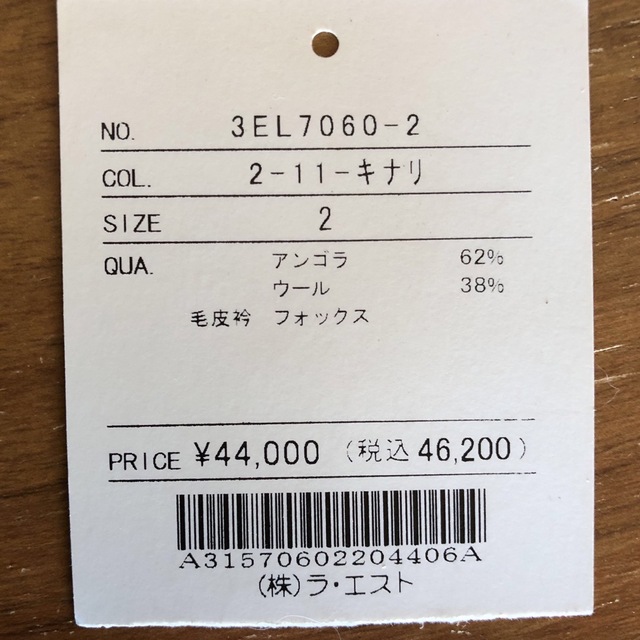 NO. 3EL7060-2
COL. 2-11-キナリ
SIZE 2
QUA. アンゴラ 62%
ウール 38%
毛皮衿 フォックス
PRICE ¥44,000 (税込 46,200)
A31570602204406A
(株)ラ・エスト